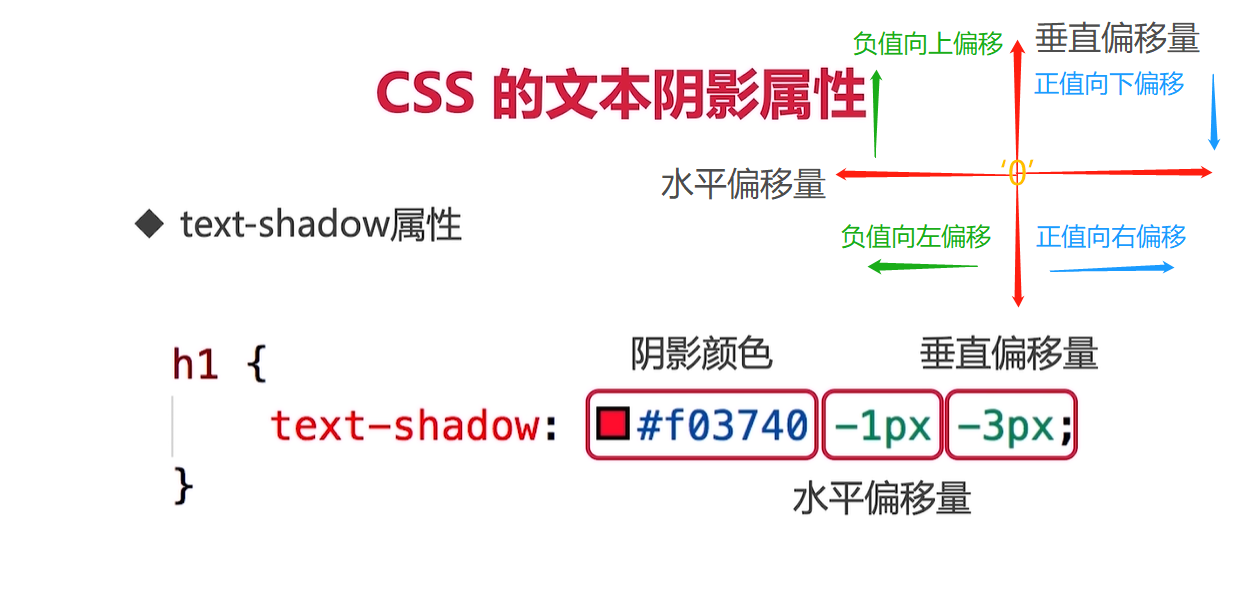 负值向上偏移
垂直偏移量
CSS 的文本阴影属性
正值向下偏移
水平偏移量
'0'
◆ text-shadow属性
负值向左偏移
正值向右偏移
阴影颜色
垂直偏移量
h1 {
text-shadow: #f03740 -1px -3px;
}
水平偏移量